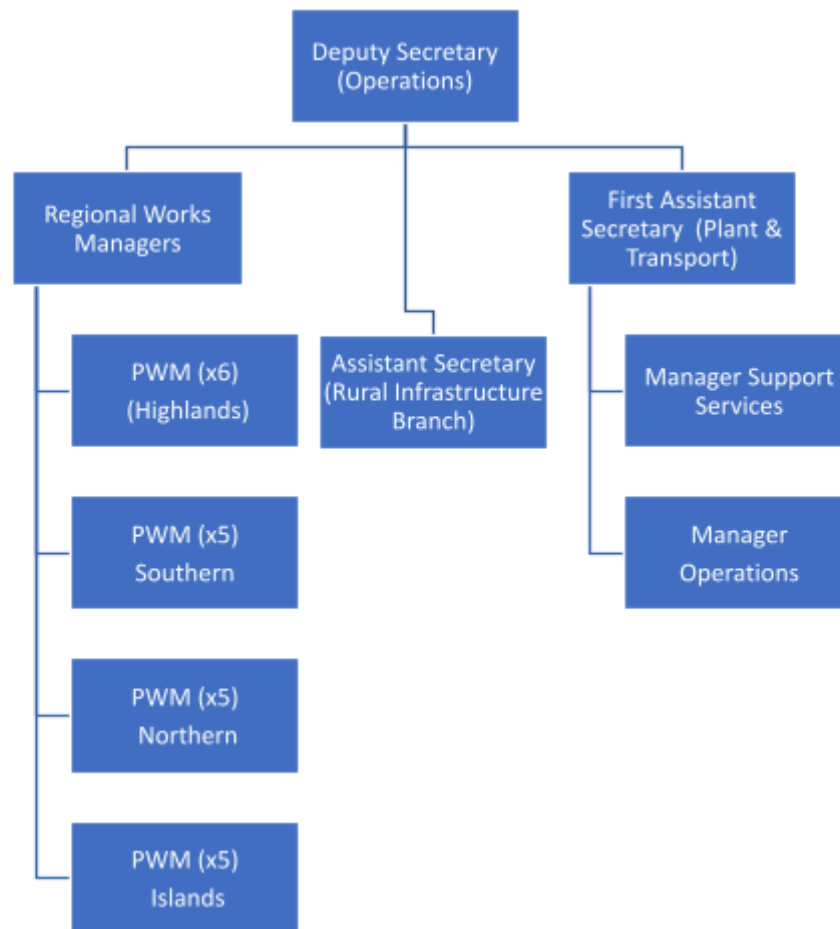 Deputy Secretary
(Operations)
Regional Works
Managers
PWM (x6)
(Highlands)
PWM (x5)
Southern
PWM (x5)
Northern
PWM (x5)
Islands
Assistant Secretary
(Rural Infrastructure
Branch)
First Assistant
Secretary (Plant &
Transport)
Manager Support
Services
Manager
Operations